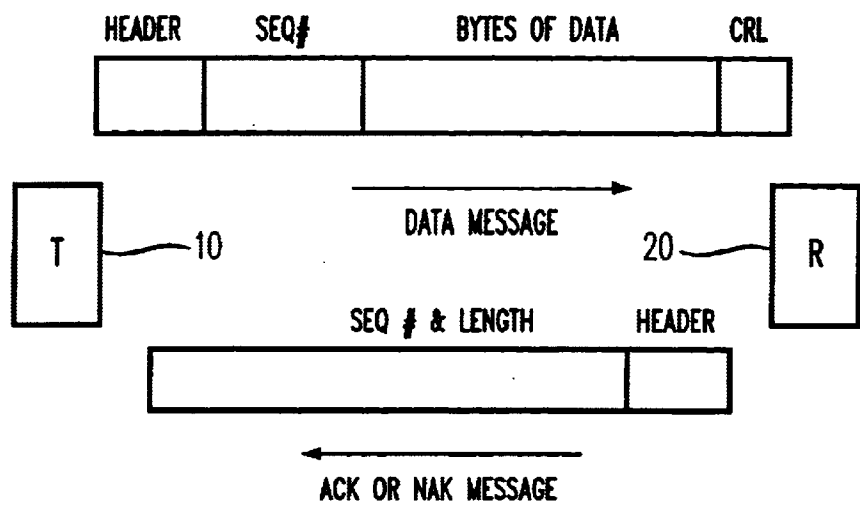 HEADER SEQ# BYTES OF DATA CRL
DATA MESSAGE
T 10 20 R
SEQ # & LENGTH HEADER
ACK OR NAK MESSAGE